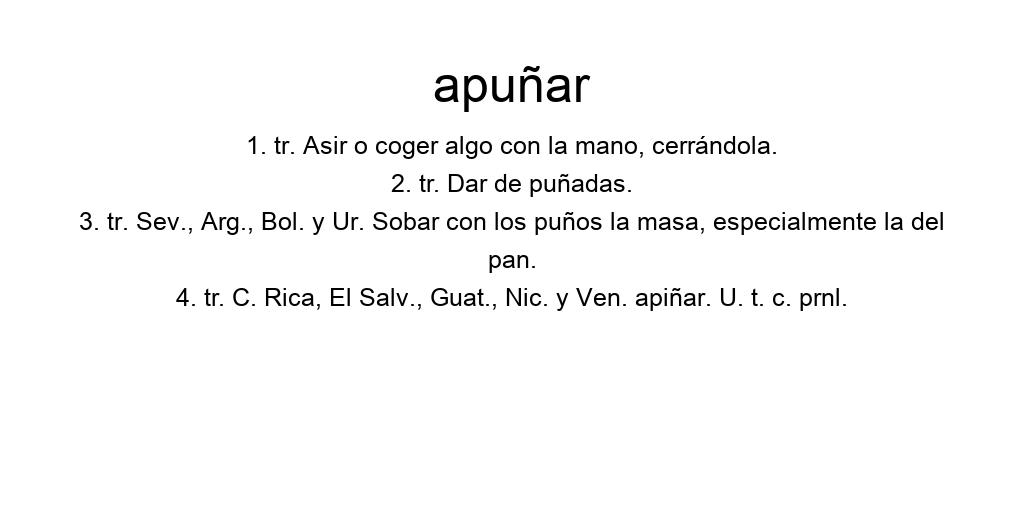 apuñar
1. tr. Asir o coger algo con la mano, cerrándola.
2. tr. Dar de puñadas.
3. tr. Sev., Arg., Bol. y Ur. Sobar con los puños la masa, especialmente la del
pan.
4. tr. C. Rica, El Salv., Guat., Nic. y Ven. apiñar. U. t. c. prnl.